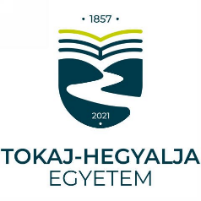 • 1857 •
2021
TOKAJ-HEGYALJA
EGYETEM